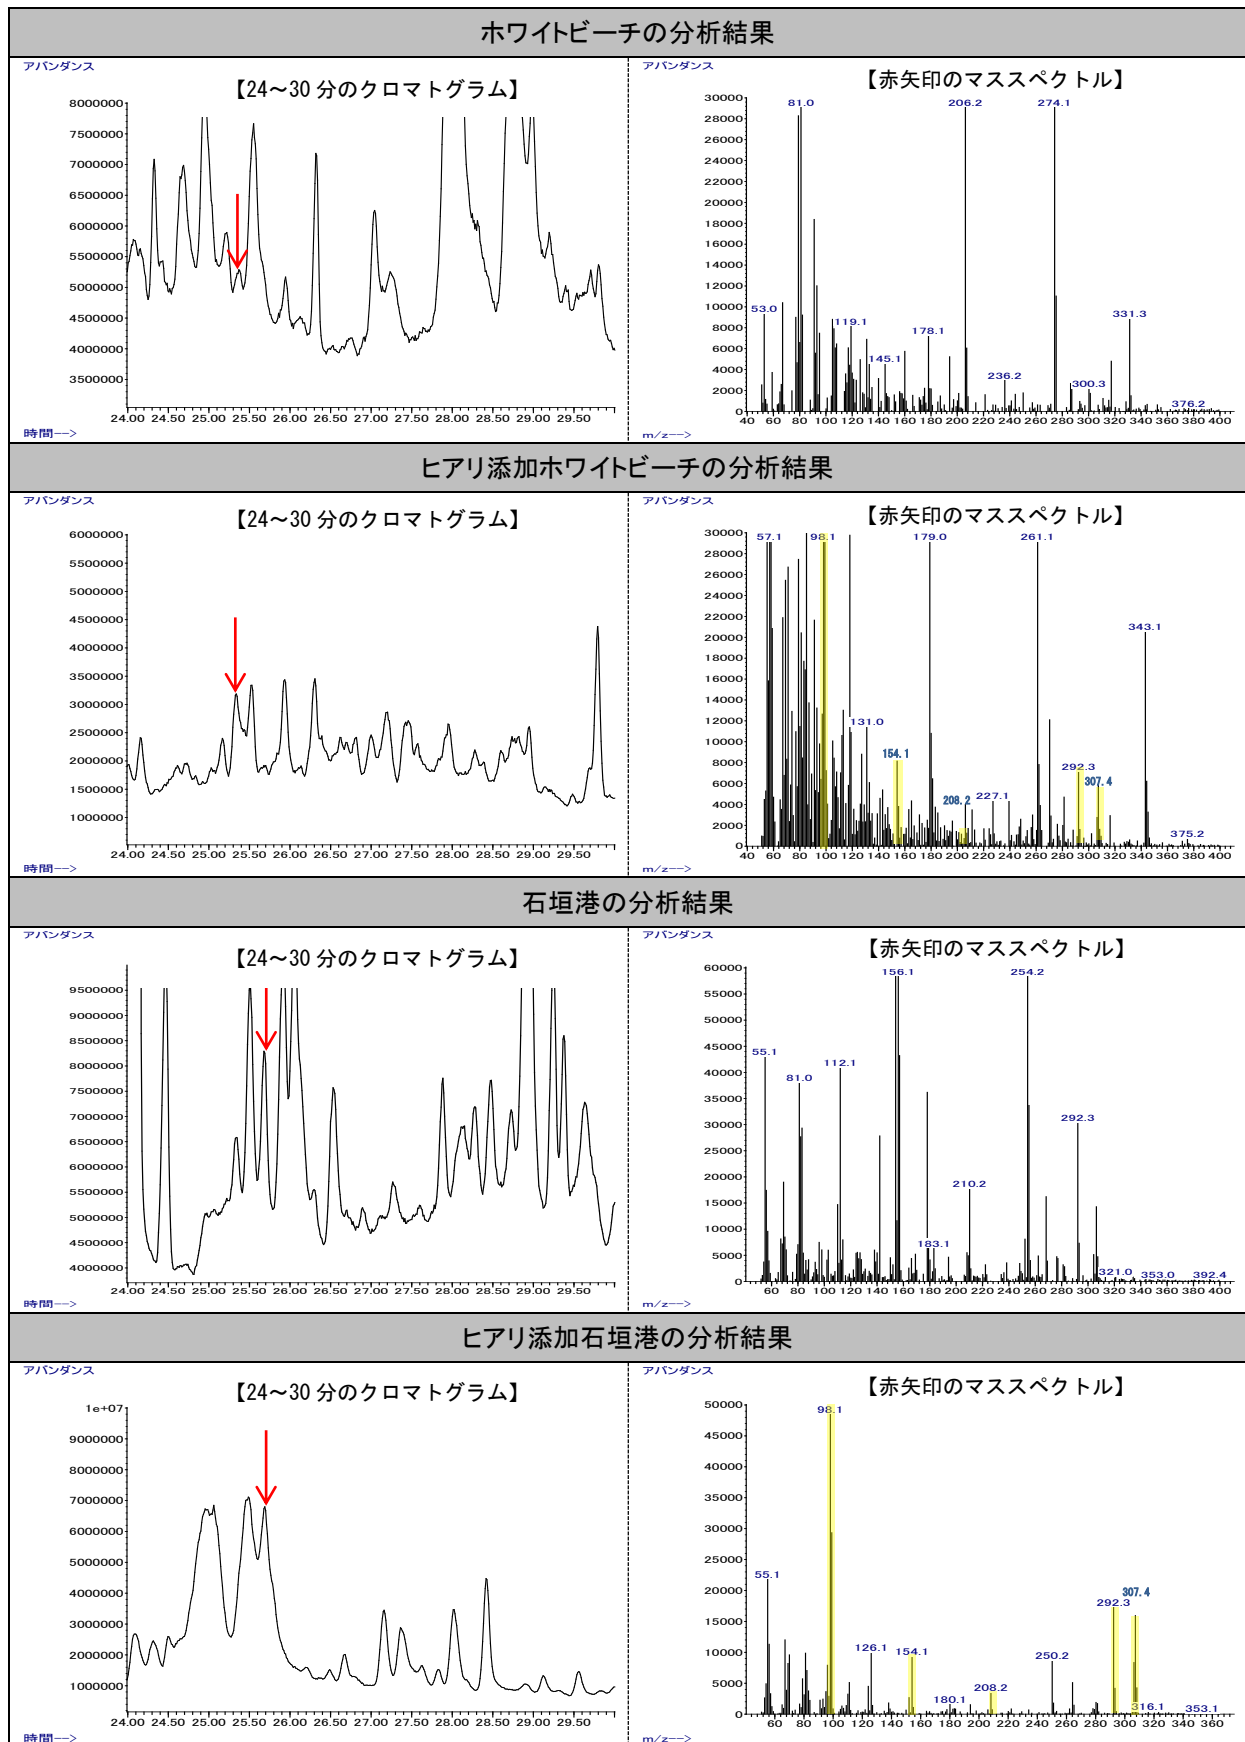 ホワイトビーチの分析結果
アバンダンス
【24～30 分のクロマトグラム】
8000000
7500000
7000000
6500000
6000000
5500000
5000000
4500000
4000000
3500000
24.00 24.50 25.00 25.50 26.00 26.50 27.00 27.50 28.00 28.50 29.00 29.50
時間-->
アバンダンス
【赤矢印のマススペクトル】
30000
28000
26000
24000
22000
20000
18000
16000
14000
12000
10000
8000
6000
4000
2000
0
81.0 206.2 274.1
53.0 119.1 331.3
178.1
145.1
236.2
300.3
376.2
40 60 80 100 120 140 160 180 200 220 240 260 280 300 320 340 360 380 400
m/z-->
ヒアリ添加ホワイトビーチの分析結果
アバンダンス
【24～30 分のクロマトグラム】
6000000
5500000
5000000
4500000
4000000
3500000
3000000
2500000
2000000
1500000
1000000
24.00 24.50 25.00 25.50 26.00 26.50 27.00 27.50 28.00 28.50 29.00 29.50
時間-->
アバンダンス
【赤矢印のマススペクトル】
30000
28000
26000
24000
22000
20000
18000
16000
14000
12000
10000
8000
6000
4000
2000
0
57.1 98.1 179.0 261.1
343.1
131.0
154.1
292.3
307.4
208.2 227.1
375.2
40 60 80 100 120 140 160 180 200 220 240 260 280 300 320 340 360 380 400
m/z-->
石垣港の分析結果
アバンダンス
【24～30 分のクロマトグラム】
9500000
9000000
8500000
8000000
7500000
7000000
6500000
6000000
5500000
5000000
4500000
4000000
24.00 24.50 25.00 25.50 26.00 26.50 27.00 27.50 28.00 28.50 29.00 29.50
時間-->
アバンダンス
【赤矢印のマススペクトル】
60000
55000
50000
45000
40000
35000
30000
25000
20000
15000
10000
5000
0
156.1 254.2
55.1
112.1
81.0
292.3
210.2
183.1
321.0 353.0 392.4
60 80 100 120 140 160 180 200 220 240 260 280 300 320 340 360 380 400
m/z-->
ヒアリ添加石垣港の分析結果
アバンダンス
【24～30 分のクロマトグラム】
1e+07
9000000
8000000
7000000
6000000
5000000
4000000
3000000
2000000
1000000
24.00 24.50 25.00 25.50 26.00 26.50 27.00 27.50 28.00 28.50 29.00 29.50
時間-->
アバンダンス
【赤矢印のマススペクトル】
50000
45000
40000
35000
30000
25000
20000
15000
10000
5000
0
98.1
55.1
307.4
292.3
126.1 154.1 250.2
208.2
180.1
316.1 353.1
60 80 100 120 140 160 180 200 220 240 260 280 300 320 340 360
m/z-->